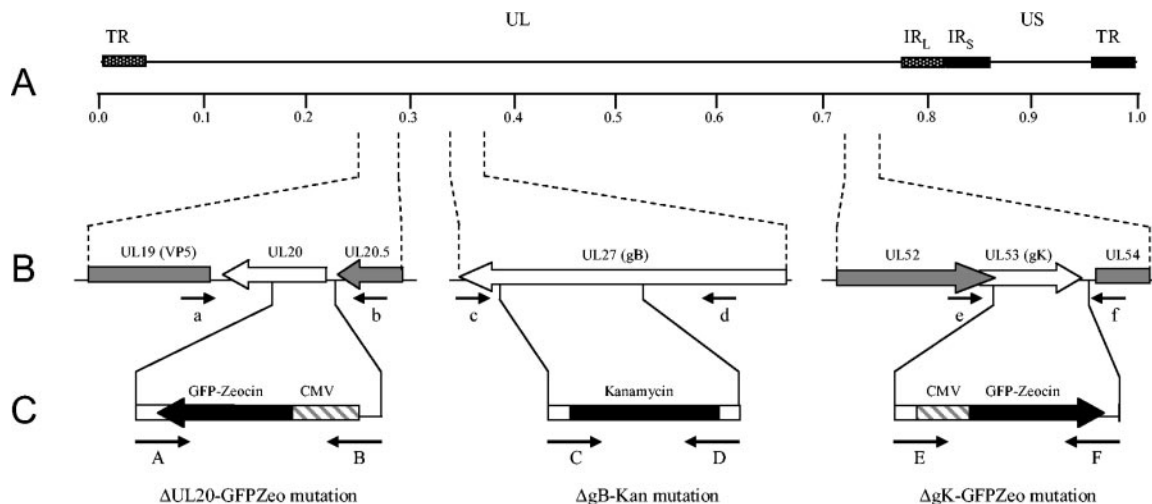 UL
US
TR
IRL
IRS
TR
A
0.0
0.1
0.2
0.3
0.4
0.5
0.6
0.7
0.8
0.9
1.0
B
UL19 (VP5)
UL20
UL20.5
UL27 (gB)
UL52
UL53 (gK)
UL54
a
b
c
d
e
f
C
GFP-Zeocin
CMV
Kanamycin
CMV
GFP-Zeocin
A
B
C
D
E
F
ΔUL20-GFPZeo mutation
ΔgB-Kan mutation
ΔgK-GFPZeo mutation